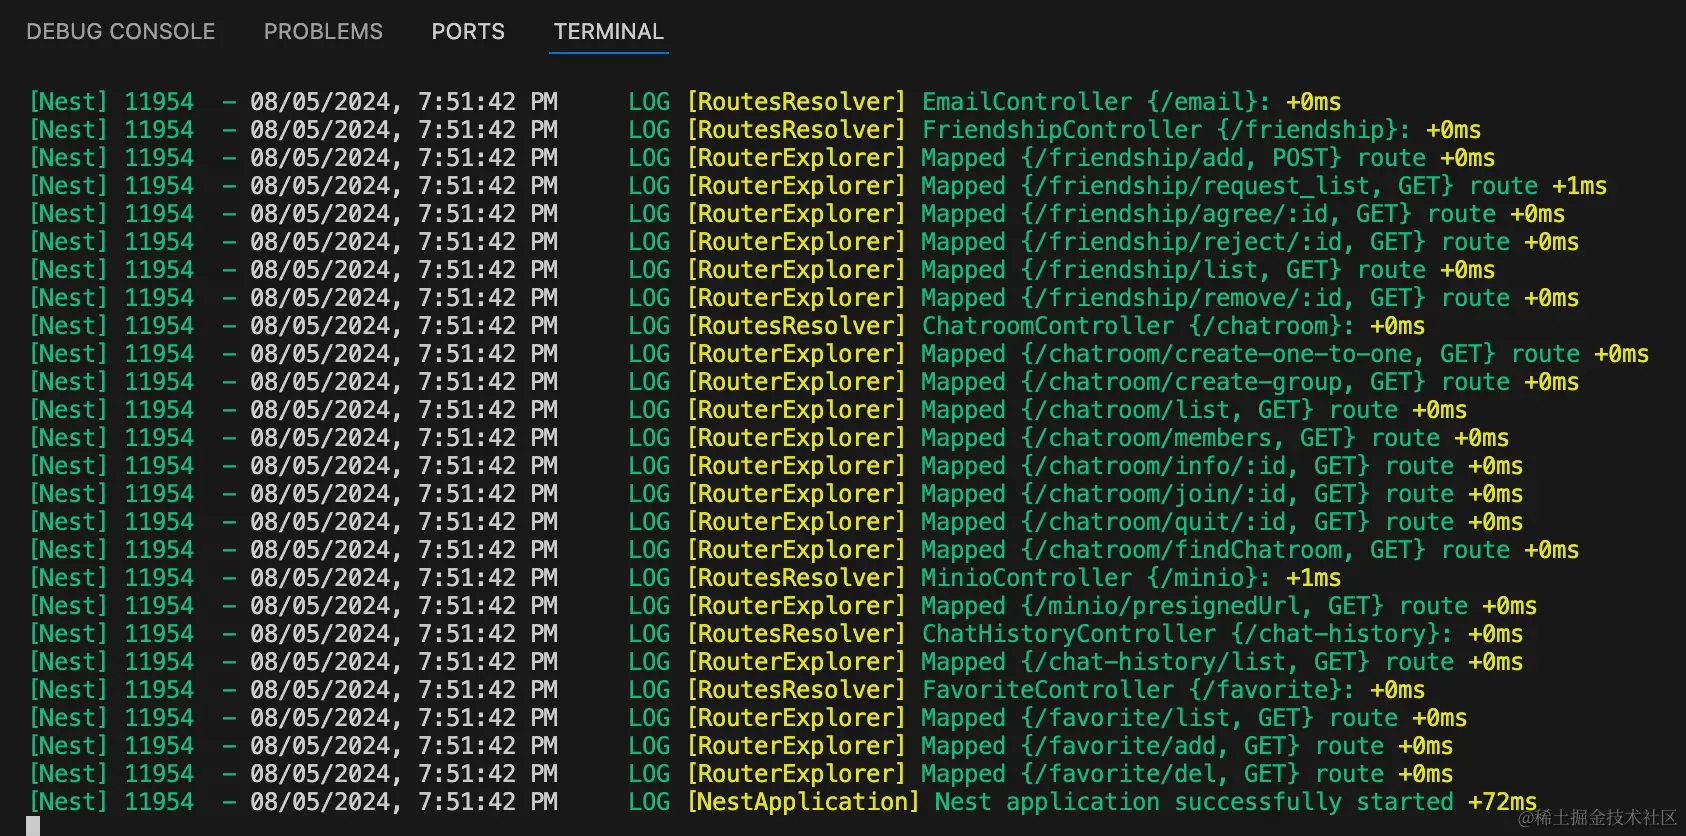 DEBUG CONSOLE PROBLEMS PORTS TERMINAL
[Nest] 11954  - 08/05/2024, 7:51:42 PM     LOG [RoutesResolver] EmailController {/email}: +0ms
[Nest] 11954  - 08/05/2024, 7:51:42 PM     LOG [RoutesResolver] FriendshipController {/friendship}: +0ms
[Nest] 11954  - 08/05/2024, 7:51:42 PM     LOG [RouterExplorer] Mapped {/friendship/add, POST} route +0ms
[Nest] 11954  - 08/05/2024, 7:51:42 PM     LOG [RouterExplorer] Mapped {/friendship/request_list, GET} route +1ms
[Nest] 11954  - 08/05/2024, 7:51:42 PM     LOG [RouterExplorer] Mapped {/friendship/agree/:id, GET} route +0ms
[Nest] 11954  - 08/05/2024, 7:51:42 PM     LOG [RouterExplorer] Mapped {/friendship/reject/:id, GET} route +0ms
[Nest] 11954  - 08/05/2024, 7:51:42 PM     LOG [RouterExplorer] Mapped {/friendship/list, GET} route +0ms
[Nest] 11954  - 08/05/2024, 7:51:42 PM     LOG [RouterExplorer] Mapped {/friendship/remove/:id, GET} route +0ms
[Nest] 11954  - 08/05/2024, 7:51:42 PM     LOG [RoutesResolver] ChatroomController {/chatroom}: +0ms
[Nest] 11954  - 08/05/2024, 7:51:42 PM     LOG [RouterExplorer] Mapped {/chatroom/create-one-to-one, GET} route +0ms
[Nest] 11954  - 08/05/2024, 7:51:42 PM     LOG [RouterExplorer] Mapped {/chatroom/create-group, GET} route +0ms
[Nest] 11954  - 08/05/2024, 7:51:42 PM     LOG [RouterExplorer] Mapped {/chatroom/list, GET} route +0ms
[Nest] 11954  - 08/05/2024, 7:51:42 PM     LOG [RouterExplorer] Mapped {/chatroom/members, GET} route +0ms
[Nest] 11954  - 08/05/2024, 7:51:42 PM     LOG [RouterExplorer] Mapped {/chatroom/info/:id, GET} route +0ms
[Nest] 11954  - 08/05/2024, 7:51:42 PM     LOG [RouterExplorer] Mapped {/chatroom/join/:id, GET} route +0ms
[Nest] 11954  - 08/05/2024, 7:51:42 PM     LOG [RouterExplorer] Mapped {/chatroom/quit/:id, GET} route +0ms
[Nest] 11954  - 08/05/2024, 7:51:42 PM     LOG [RouterExplorer] Mapped {/chatroom/findChatroom, GET} route +0ms
[Nest] 11954  - 08/05/2024, 7:51:42 PM     LOG [RoutesResolver] MinioController {/minio}: +1ms
[Nest] 11954  - 08/05/2024, 7:51:42 PM     LOG [RouterExplorer] Mapped {/minio/presignedUrl, GET} route +0ms
[Nest] 11954  - 08/05/2024, 7:51:42 PM     LOG [RoutesResolver] ChatHistoryController {/chat-history}: +0ms
[Nest] 11954  - 08/05/2024, 7:51:42 PM     LOG [RouterExplorer] Mapped {/chat-history/list, GET} route +0ms
[Nest] 11954  - 08/05/2024, 7:51:42 PM     LOG [RoutesResolver] FavoriteController {/favorite}: +0ms
[Nest] 11954  - 08/05/2024, 7:51:42 PM     LOG [RouterExplorer] Mapped {/favorite/list, GET} route +0ms
[Nest] 11954  - 08/05/2024, 7:51:42 PM     LOG [RouterExplorer] Mapped {/favorite/add, GET} route +0ms
[Nest] 11954  - 08/05/2024, 7:51:42 PM     LOG [RouterExplorer] Mapped {/favorite/del, GET} route +0ms
[Nest] 11954  - 08/05/2024, 7:51:42 PM     LOG [NestApplication] Nest application successfully started +72ms
@稀土掘金技术社区